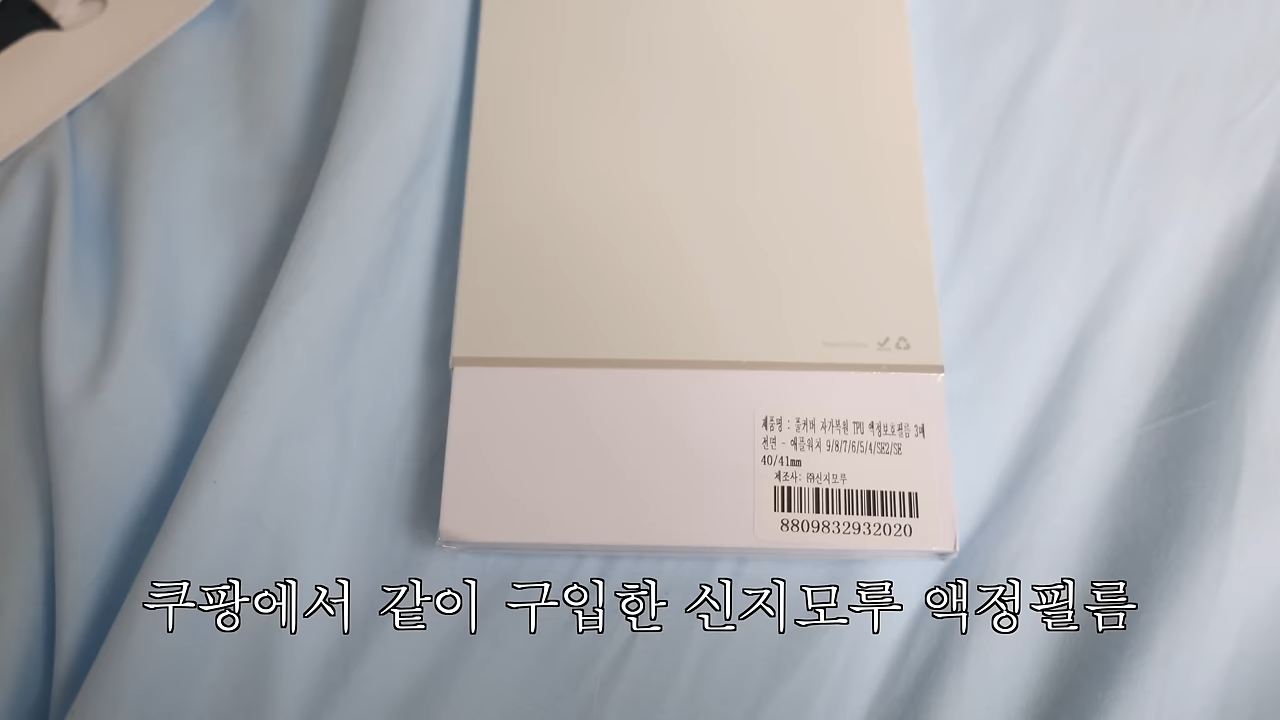 제품명 : 풀커버 자가복원 TPU 액정보호필름 3매
전면 - 애플워치 9/8/7/6/5/4/SE2/SE
40/41mm
제조사: ㈜신지모루
8809832932020
쿠팡에서 같이 구입한 신지모루 액정필름